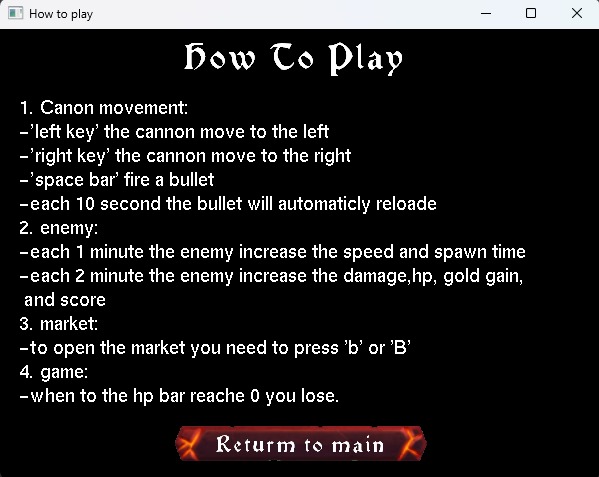 How to play
How To Play
1. Canon movement:
-'left key' the cannon move to the left
-'right key' the cannon move to the right
-'space bar' fire a bullet
-each 10 second the bullet will automaticly reloade
2. enemy:
-each 1 minute the enemy increase the speed and spawn time
-each 2 minute the enemy increase the damage,hp, gold gain,
and score
3. market:
-to open the market you need to press 'b' or 'B'
4. game:
-when to the hp bar reache 0 you lose.
Returm to main